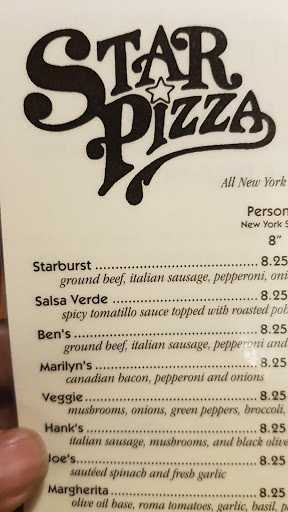 STAR
PIZZA
All New York
Person
New York S
8"
Starburst 8.25
ground beef, italian sausage, pepperoni, oni
Salsa Verde 8.25
spicy tomatillo sauce topped with roasted pob
Ben's 8.25
ground beef, italian sausage, pepperoni and
Marilyn's 8.25
canadian bacon, pepperoni and onions
Veggie 8.25
mushrooms, onions, green peppers, broccoli,
Hank's 8.25
italian sausage, mushrooms, and black olive
Joe's 8.25
sautéed spinach and fresh garlic
Margherita 8.25
olive oil base, roma tomatoes, garlic, basil, p